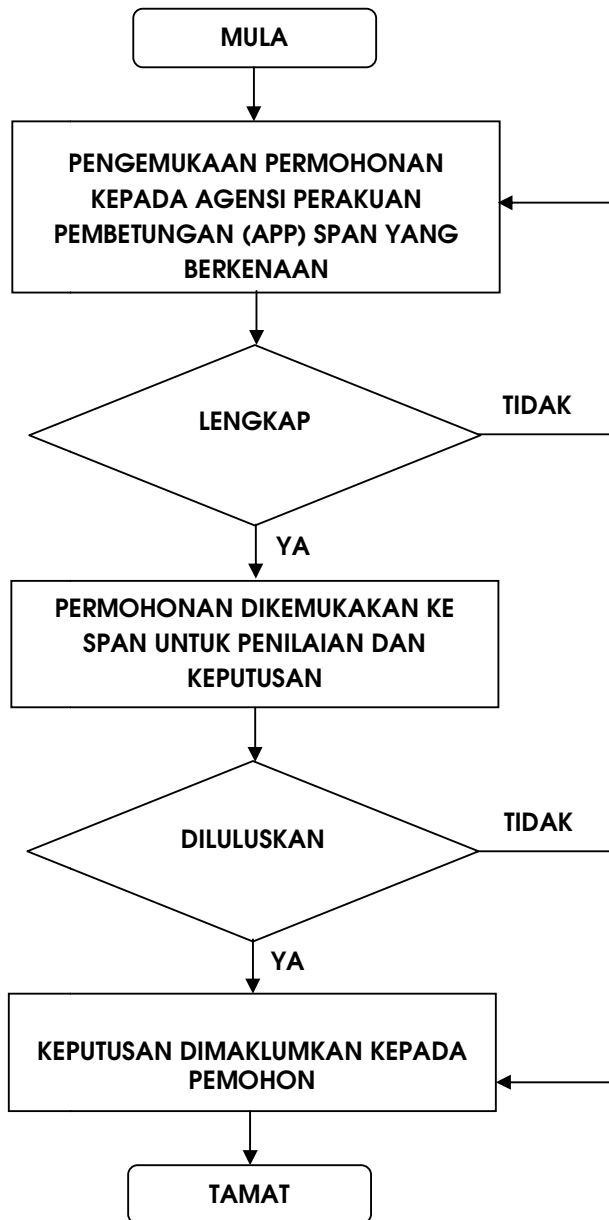 MULA
PENGEMUKAAN PERMOHONAN
KEPADA AGENSI PERAKUAN
PEMBETUNGAN (APP) SPAN YANG
BERKENAAN
LENGKAP
TIDAK
YA
PERMOHONAN DIKEMUKAKAN KE
SPAN UNTUK PENILAIAN DAN
KEPUTUSAN
DILULUSKAN
TIDAK
YA
KEPUTUSAN DIMAKLUMKAN KEPADA
PEMOHON
TAMAT